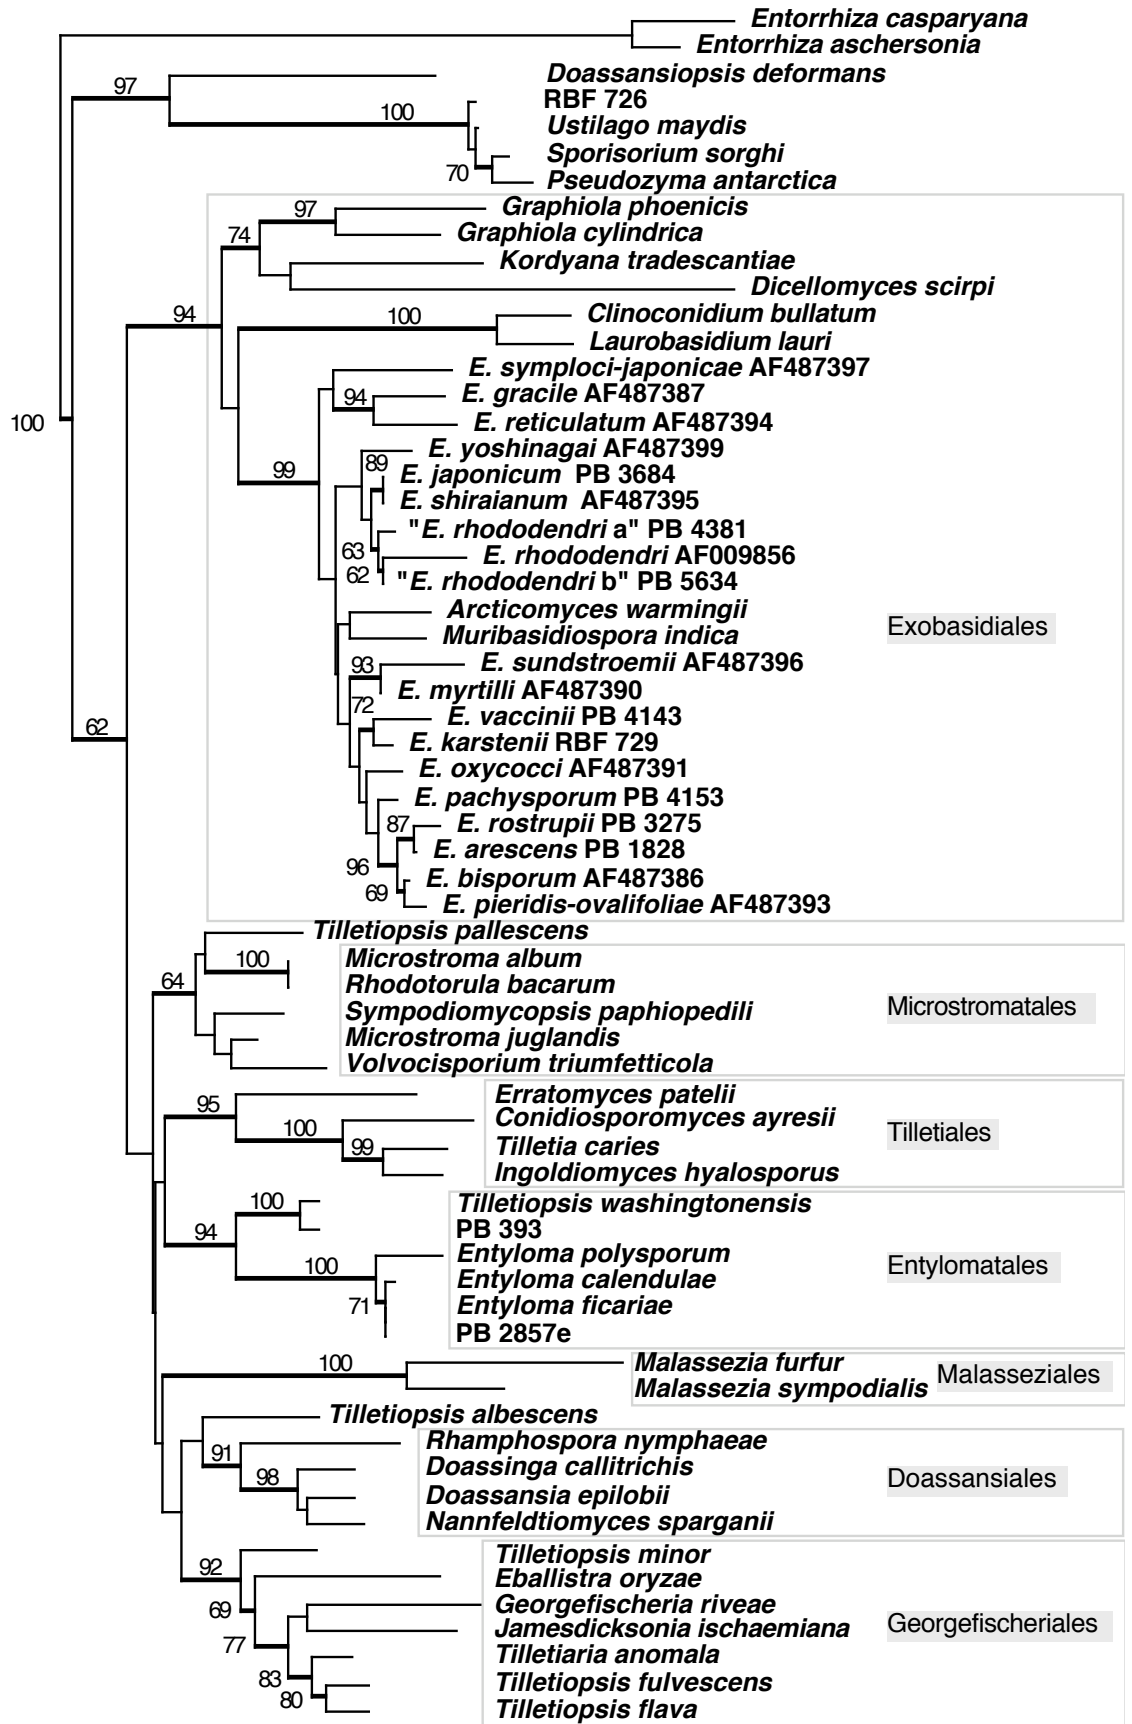 Entorrhiza casparyana
Entorrhiza aschersonia
97
Doassansiopsis deformans
RBF 726
100
Ustilago maydis
Sporisorium sorghi
70
Pseudozyma antarctica
97
Graphiola phoenicis
74
Graphiola cylindrica
Kordyana tradescantiae
Dicellomyces scirpi
94
100
Clinoconidium bullatum
Laurobasidium lauri
E. symploci-japonicae AF487397
94
E. gracile AF487387
100
E. reticulatum AF487394
E. yoshinagai AF487399
99
89
E. japonicum PB 3684
E. shiraianum AF487395
"E. rhododendri a" PB 4381
63
E. rhododendri AF009856
62
"E. rhododendri b" PB 5634
Arcticomyces warmingii
Exobasidiales
Muribasidiospora indica
93
E. sundstroemii AF487396
E. myrtilli AF487390
72
E. vaccinii PB 4143
62
E. karstenii RBF 729
E. oxycocci AF487391
E. pachysporum PB 4153
87
E. rostrupii PB 3275
E. arescens PB 1828
96
E. bisporum AF487386
69
E. pieridis-ovalifoliae AF487393
Tilletiopsis pallescens
100
Microstroma album
64
Rhodotorula bacarum
Microstromatales
Sympodiomycopsis paphiopedili
Microstroma juglandis
Volvocisporium triumfetticola
95
Erratomyces patelii
100
Conidiosporomyces ayresii
Tilletiales
99
Tilletia caries
Ingoldiomyces hyalosporus
100
Tilletiopsis washingtonensis
94
PB 393
100
Entyloma polysporum
Entylomatales
Entyloma calendulae
71
Entyloma ficariae
PB 2857e
100
Malassezia furfur
Malasseziales
Malassezia sympodialis
Tilletiopsis albescens
91
Rhamphospora nymphaeae
98
Doassinga callitrichis
Doassansiales
Doassansia epilobii
Nannfeldtiomyces sparganii
92
Tilletiopsis minor
Eballistra oryzae
69
Georgefischeria riveae
Georgefischeriales
77
Jamesdicksonia ischaemiana
Tilletiaria anomala
83
Tilletiopsis fulvescens
80
Tilletiopsis flava